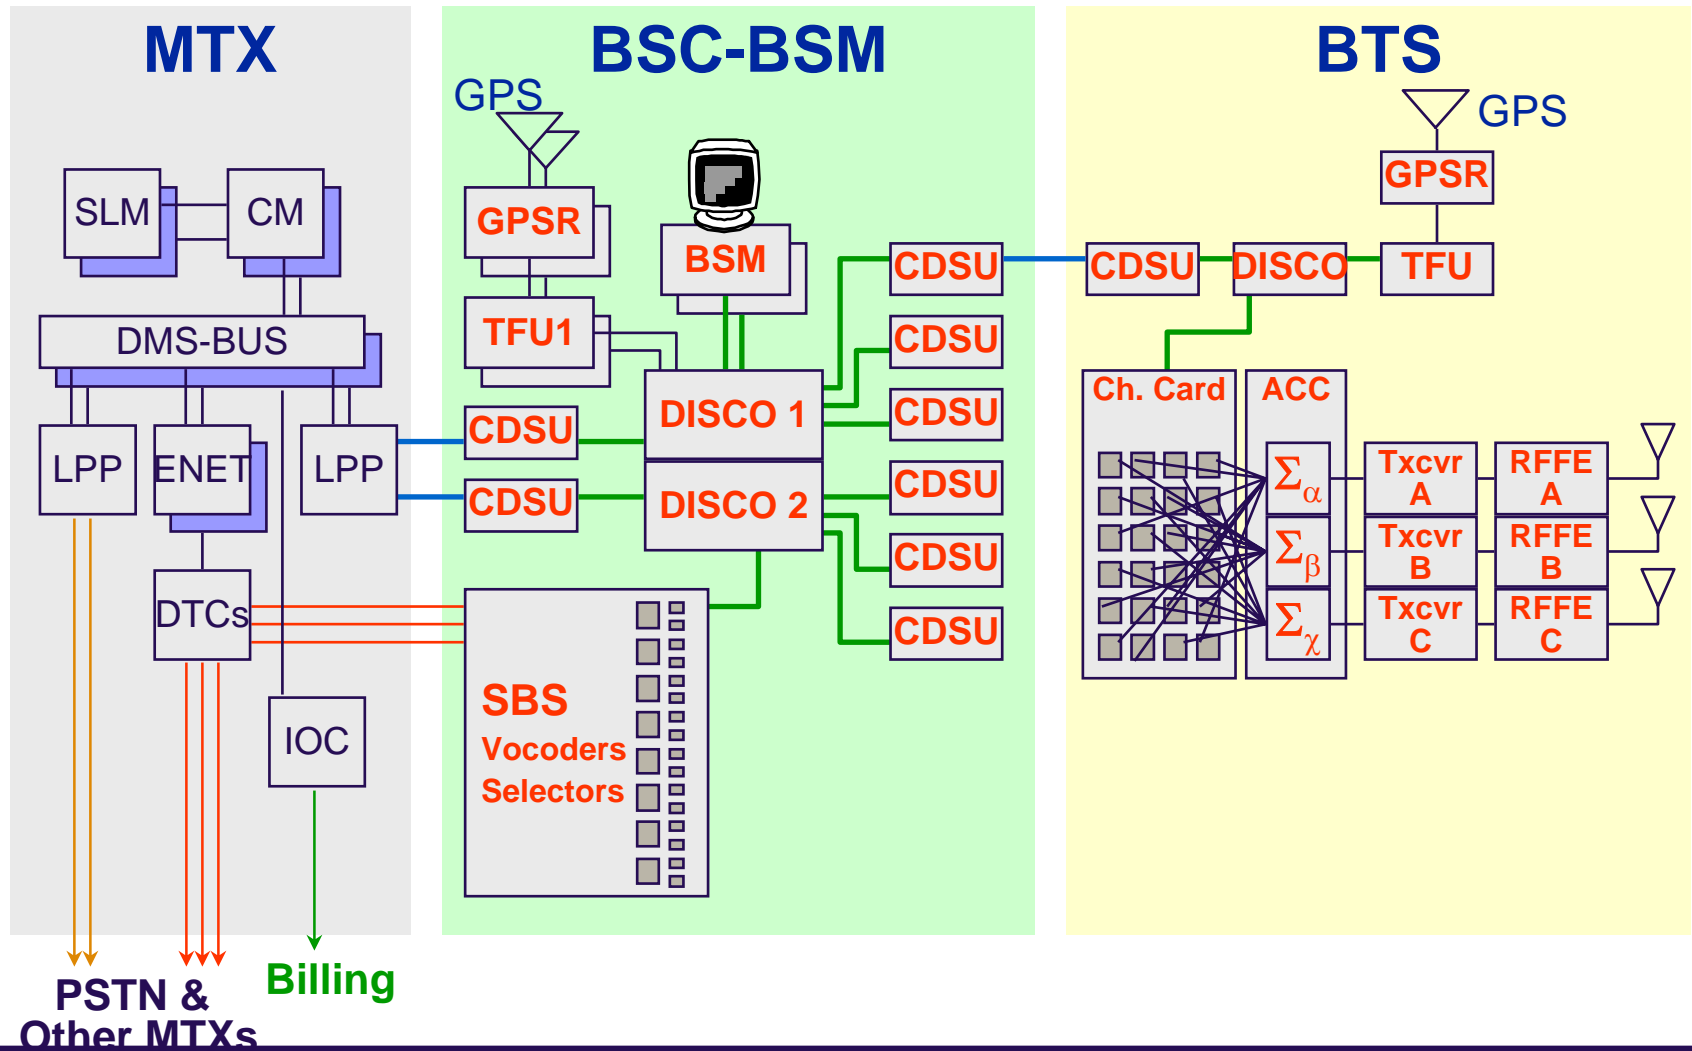 MTX
BSC-BSM
BTS
GPS
GPS
GPSR
SLM
CM
GPSR
BSM
CDSU
CDSU
DISCO
TFU
DMS-BUS
TFU1
CDSU
Ch. Card
ACC
CDSU
DISCO 1
CDSU
LPP
ENET
LPP
Σα
Txcvr
A
RFFE
A
CDSU
DISCO 2
CDSU
Σβ
Txcvr
B
RFFE
B
CDSU
DTCs
Σχ
Txcvr
C
RFFE
C
CDSU
SBS
Vocoders
Selectors
IOC
Billing
PSTN &
Other MTXs